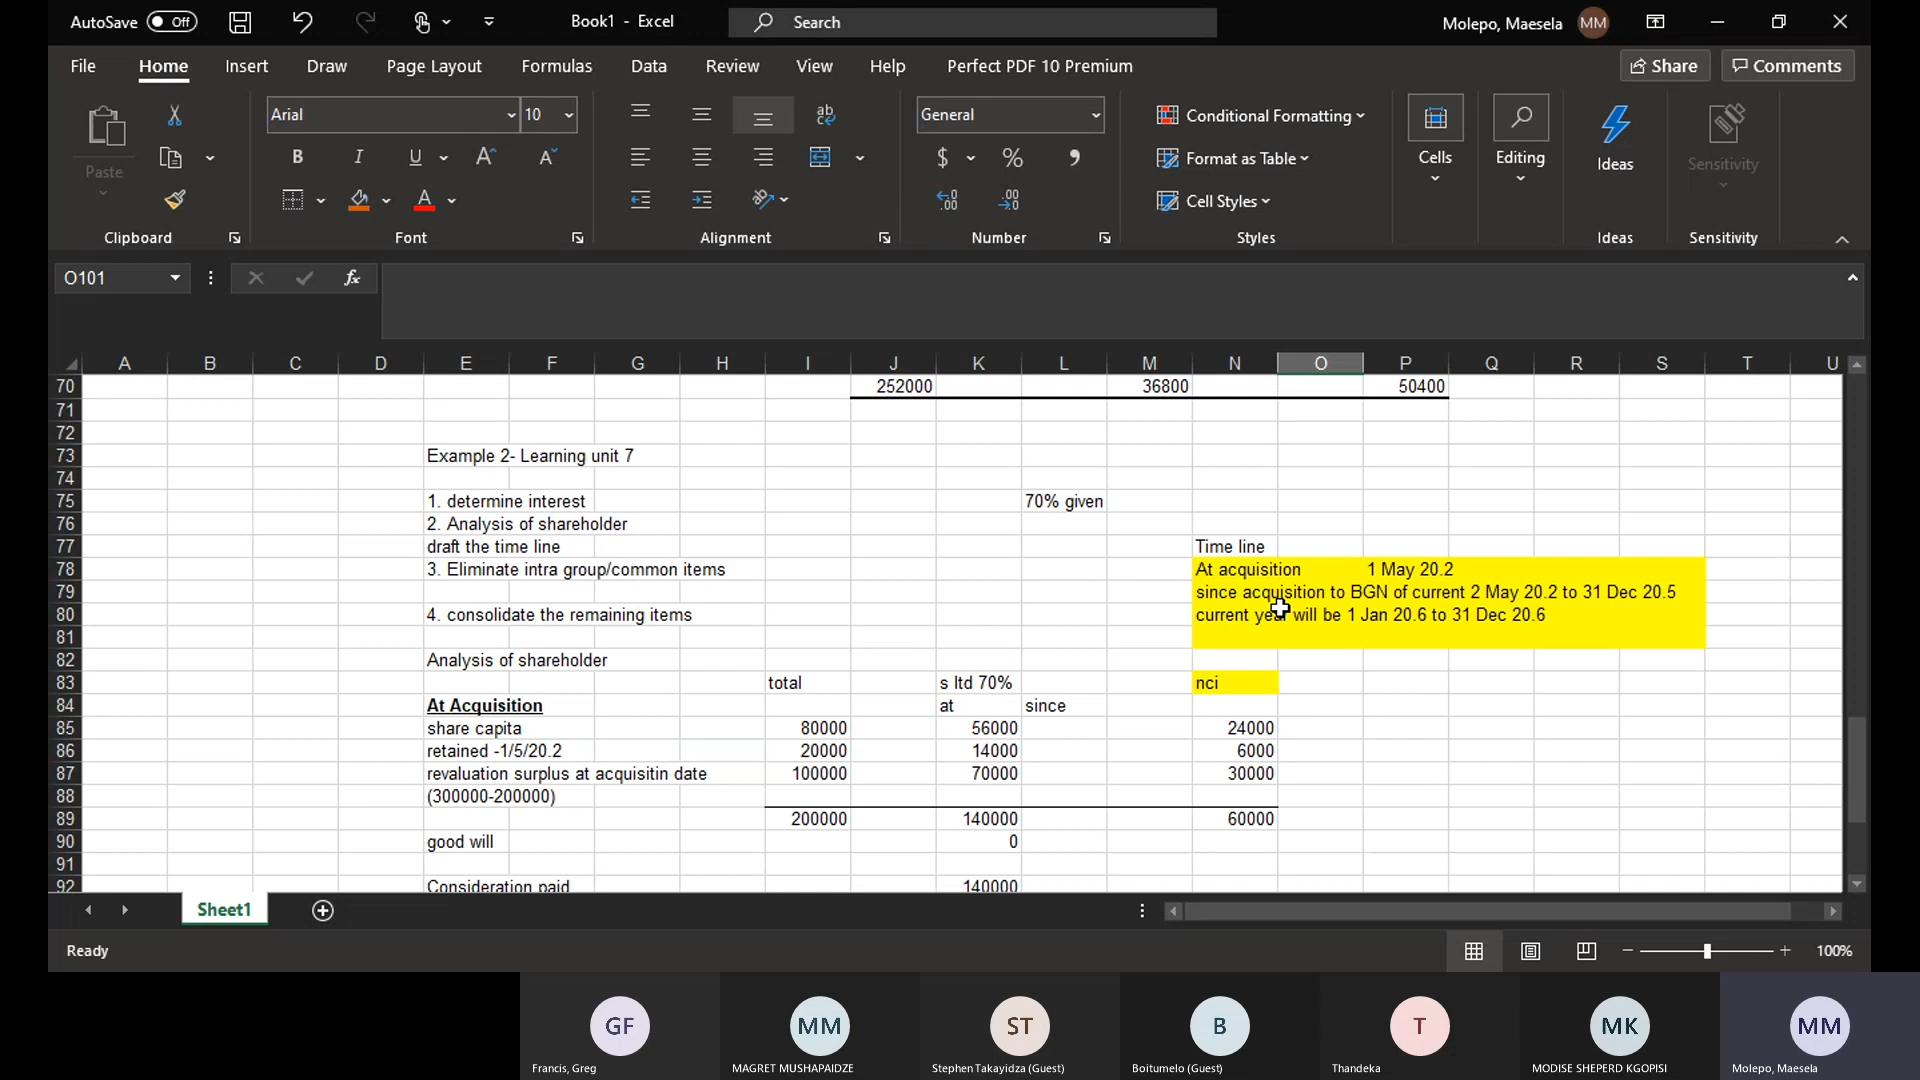 AutoSave Off Book1 - Excel Search Molepo, Maesela MM
File Home Insert Draw Page Layout Formulas Data Review View Help Perfect PDF 10 Premium Share Comments
Paste
Clipboard
Arial 10
B I U A A
A
Font
ab
Alignment
General
$ % ,
.00 .00
Number
Conditional Formatting
Format as Table
Cell Styles
Styles
Cells
Editing
Ideas
Ideas
Sensitivity
Sensitivity
O101 fx
A B C D E F G H I J K L M N O P Q R S T U
70 252000 36800 50400
71
72
73 Example 2- Learning unit 7
74
75 1. determine interest 70% given
76 2. Analysis of shareholder
77 draft the time line Time line
78 3. Eliminate intra group/common items At acquisition 1 May 20.2
79 since acquisition to BGN of current 2 May 20.2 to 31 Dec 20.5
80 4. consolidate the remaining items current year will be 1 Jan 20.6 to 31 Dec 20.6
81
82 Analysis of shareholder
83 total s ltd 70% nci
84 At Acquisition at since
85 share capita 80000 56000 24000
86 retained -1/5/20.2 20000 14000 6000
87 revaluation surplus at acquisitin date 100000 70000 30000
88 (300000-200000)
89 200000 140000 60000
90 good will 0
91
92 Consideration paid 140000
Sheet1
Ready 100%
GF MM ST B T MK MM
Francis, Greg MAGRET MUSHAPAIDZE Stephen Takayidza (Guest) Boitumelo (Guest) Thandeka MODISE SHEPERD KGOPISI Molepo, Maesela